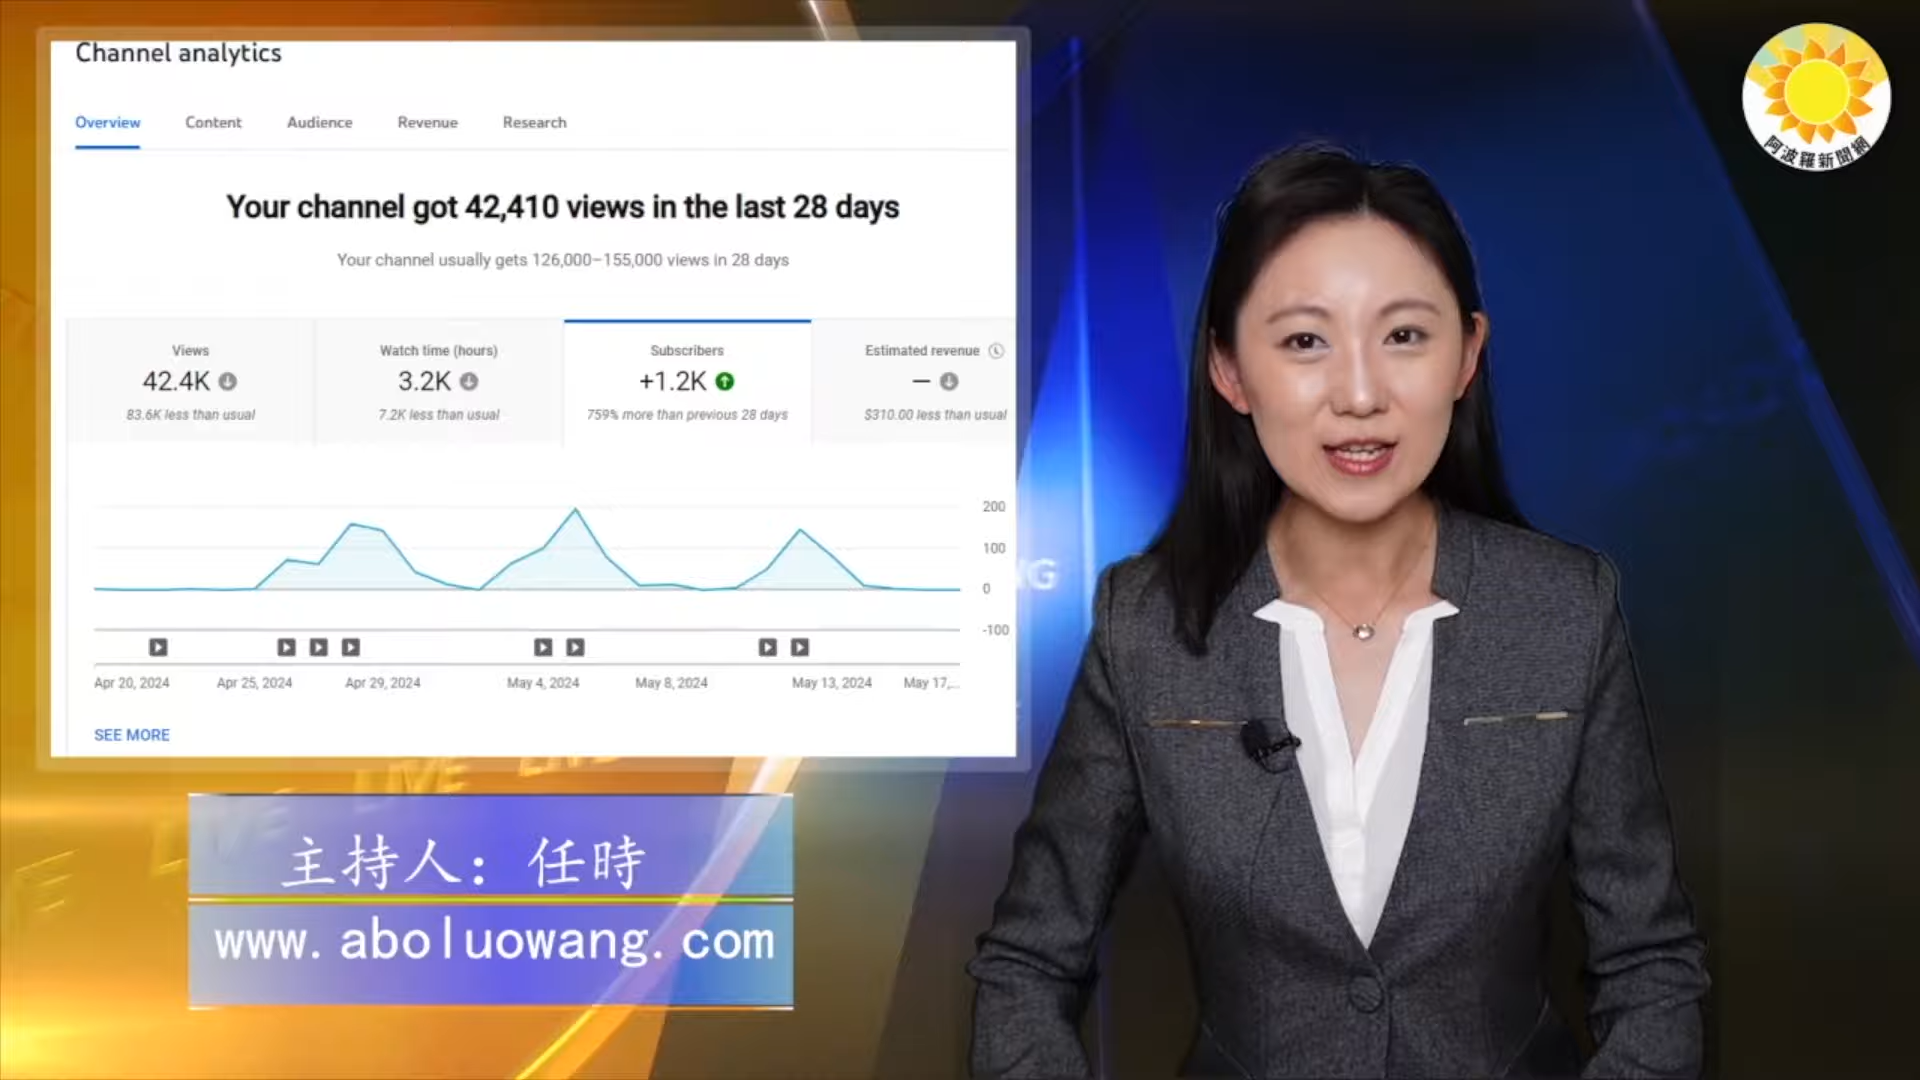 Channel analytics
Overview Content Audience Revenue Research
Your channel got 42,410 views in the last 28 days
Your channel usually gets 126,000–155,000 views in 28 days
Views
42.4K
83.6K less than usual
Watch time (hours)
3.2K
7.2K less than usual
Subscribers
+1.2K
759% more than previous 28 days
Estimated revenue
—
$310.00 less than usual
200
100
0
-100
Apr 20, 2024 Apr 25, 2024 Apr 29, 2024 May 4, 2024 May 8, 2024 May 13, 2024 May 17,...
SEE MORE
阿波羅新聞網
NG
LIVE
主持人：任時
www.aboluowang.com